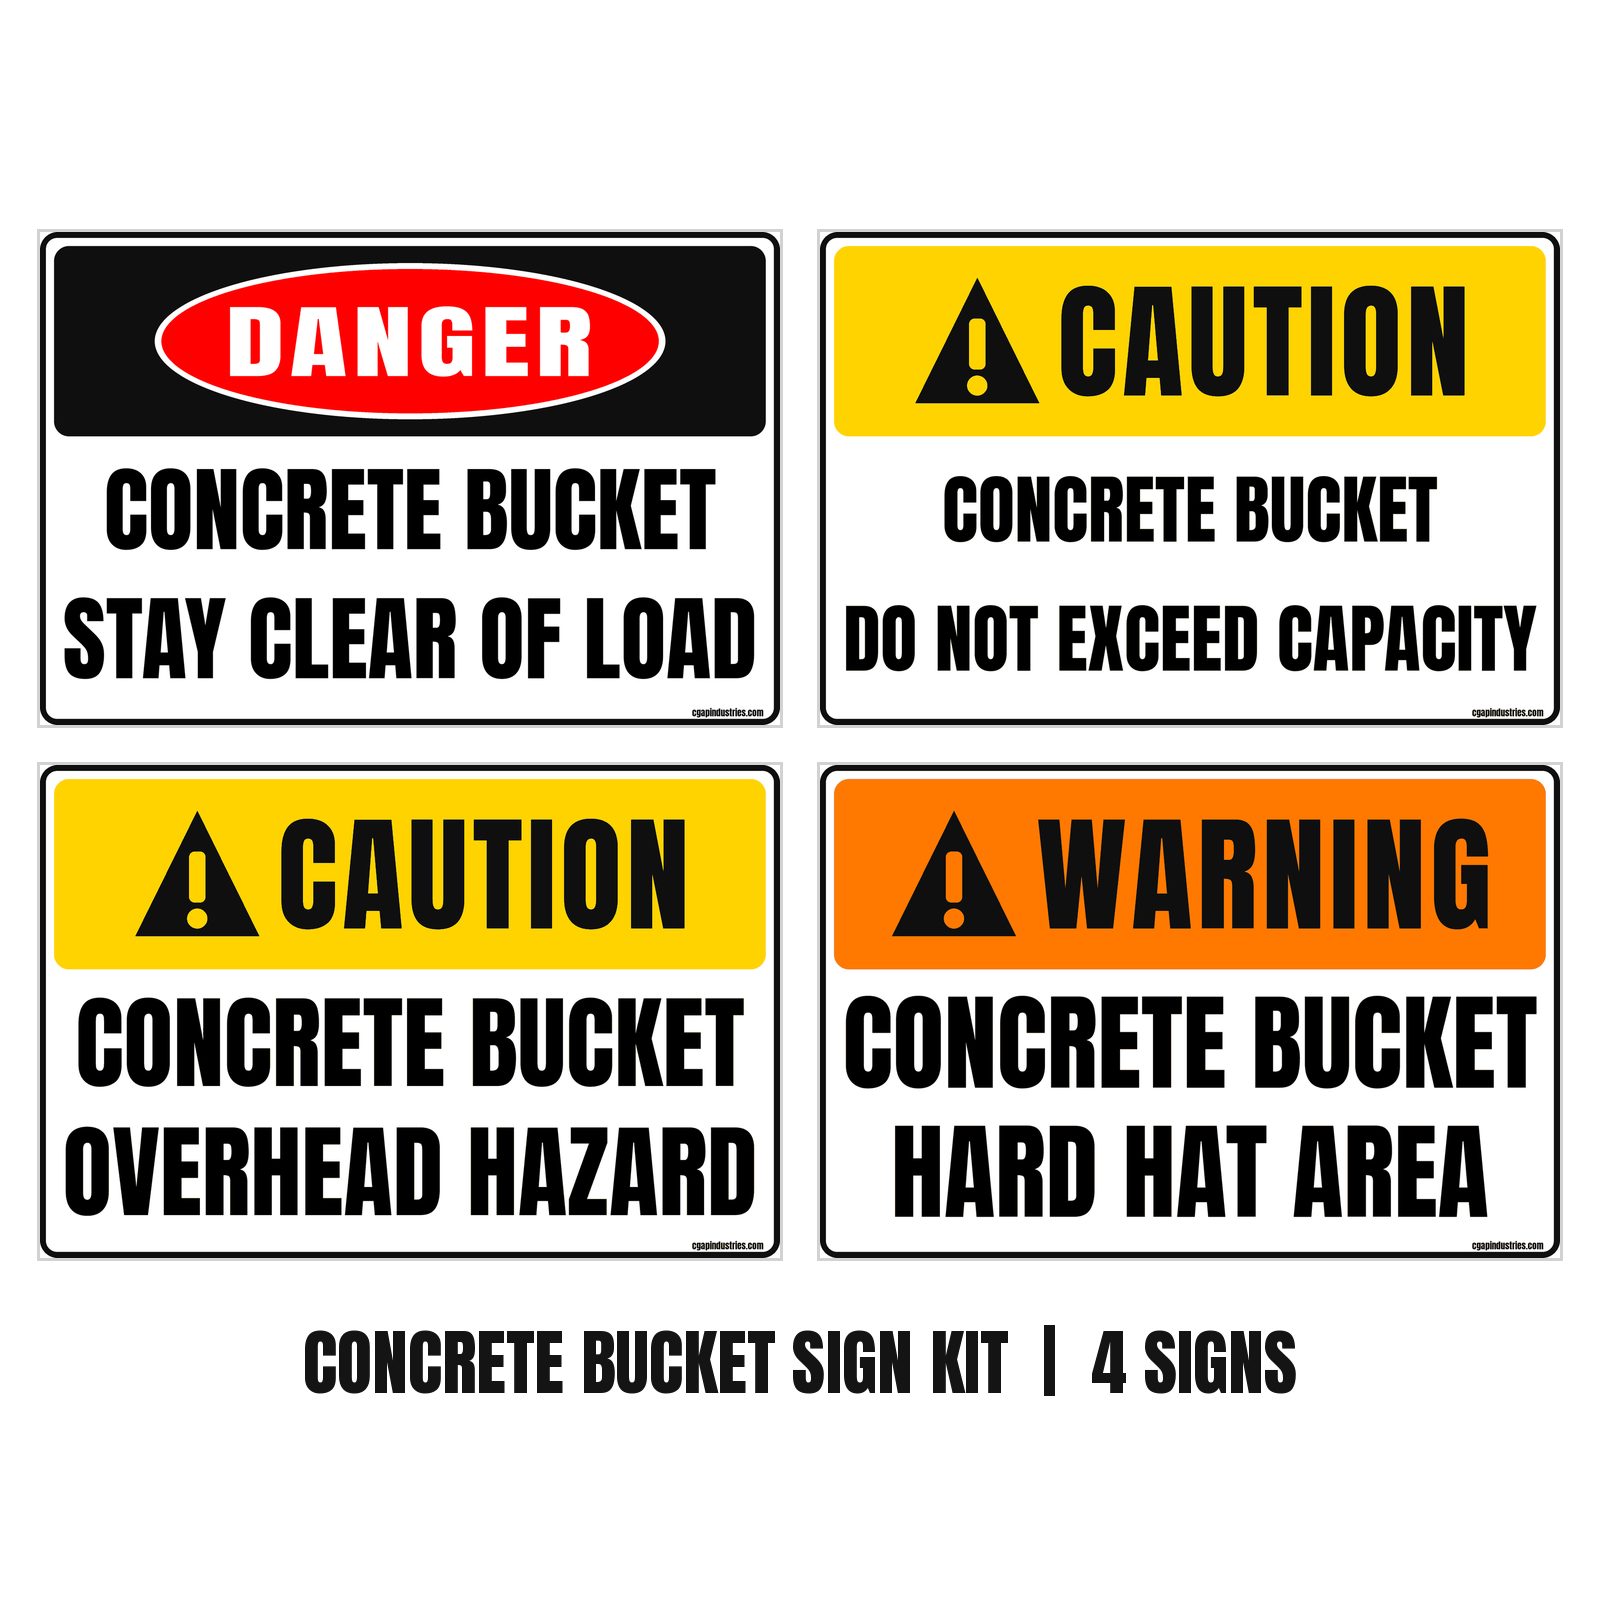 DANGER
CONCRETE BUCKET
STAY CLEAR OF LOAD
cgapindustries.com
CAUTION
CONCRETE BUCKET
DO NOT EXCEED CAPACITY
cgapindustries.com
CAUTION
CONCRETE BUCKET
OVERHEAD HAZARD
cgapindustries.com
WARNING
CONCRETE BUCKET
HARD HAT AREA
cgapindustries.com
CONCRETE BUCKET SIGN KIT | 4 SIGNS